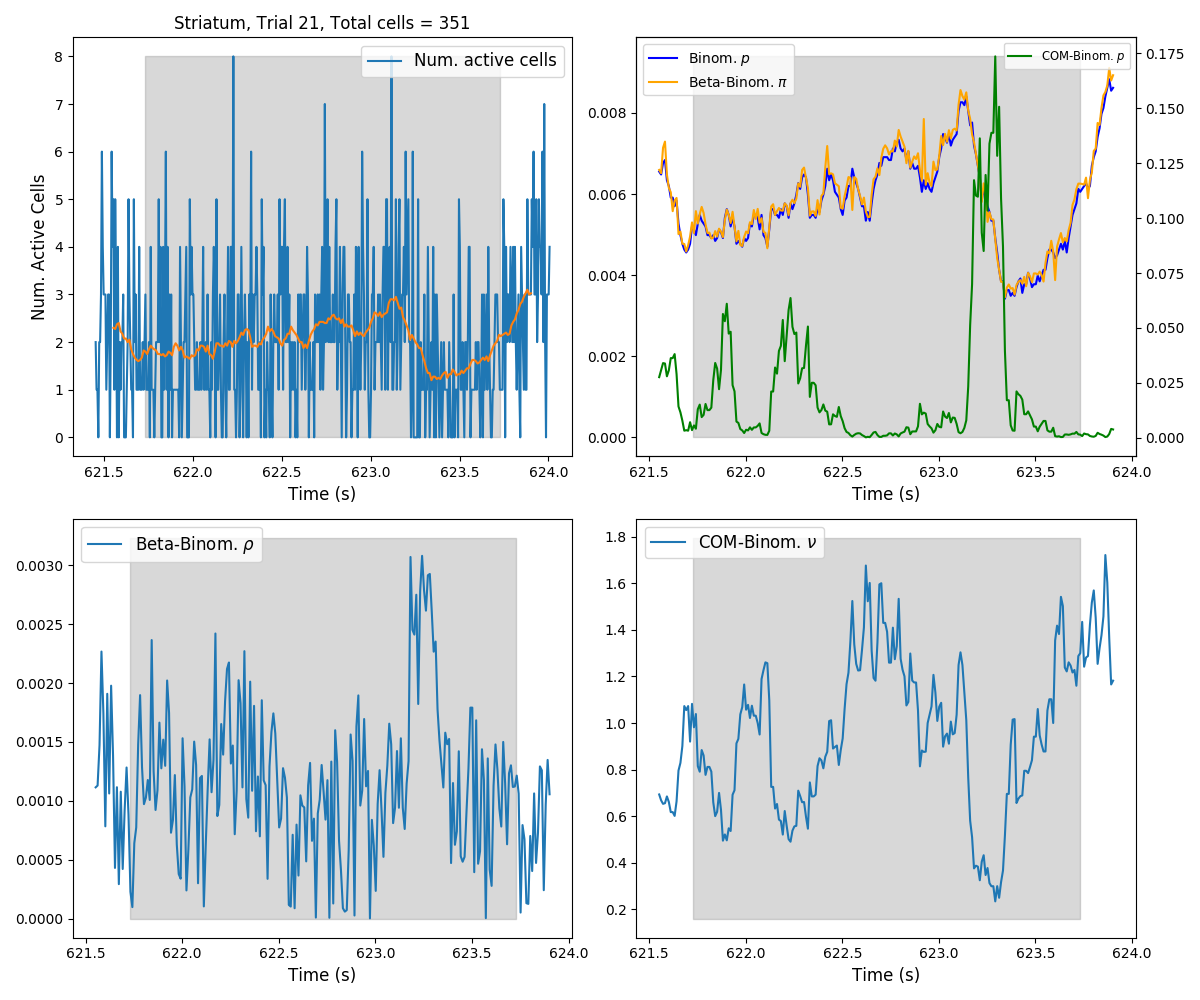 Striatum, Trial 21, Total cells = 351
Num. active cells
Num. Active Cells
8
7
6
5
4
3
2
1
0
621.5 622.0 622.5 623.0 623.5 624.0
Time (s)
Binom. p
Beta-Binom. π
COM-Binom. p
0.008
0.006
0.004
0.002
0.000
0.175
0.150
0.125
0.100
0.075
0.050
0.025
0.000
621.5 622.0 622.5 623.0 623.5 624.0
Time (s)
Beta-Binom. ρ
0.0030
0.0025
0.0020
0.0015
0.0010
0.0005
0.0000
621.5 622.0 622.5 623.0 623.5 624.0
Time (s)
COM-Binom. ν
1.8
1.6
1.4
1.2
1.0
0.8
0.6
0.4
0.2
621.5 622.0 622.5 623.0 623.5 624.0
Time (s)